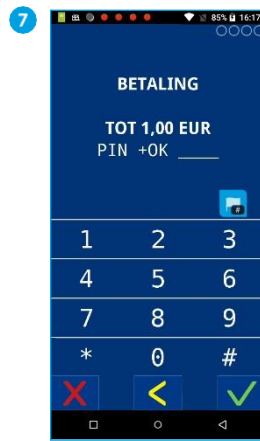 7
85% 16:17
BETALING
TOT 1,00 EUR
PIN +OK ____
#
1 2 3
4 5 6
7 8 9
* 0 #